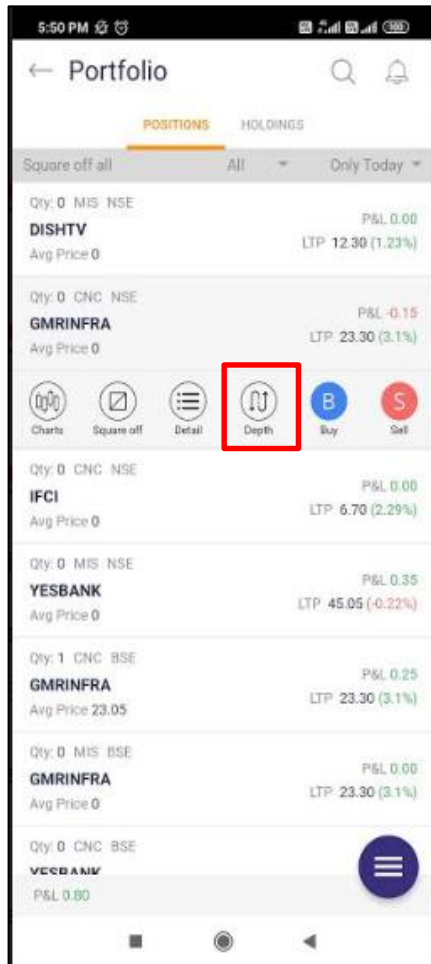 5:50 PM
← Portfolio
POSITIONS HOLDINGS
Square off all All Only Today
Qty: 0 MIS NSE
P&L 0.00
DISHTV
LTP 12.30 (1.23%)
Avg Price 0
Qty: 0 CNC NSE
P&L -0.15
GMRINFRA
LTP 23.30 (3.1%)
Avg Price 0
B S
Charts Square off Detail Depth Buy Sell
Qty: 0 CNC NSE
P&L 0.00
IFCI
LTP 6.70 (2.29%)
Avg Price 0
Qty: 0 MIS NSE
P&L 0.35
YESBANK
LTP 45.05 (-0.22%)
Avg Price 0
Qty: 1 CNC BSE
P&L 0.25
GMRINFRA
LTP 23.30 (3.1%)
Avg Price 23.05
Qty: 0 MIS BSE
P&L 0.00
GMRINFRA
LTP 23.30 (3.1%)
Avg Price 0
Qty: 0 CNC BSE
YESBANK
P&L 0.80